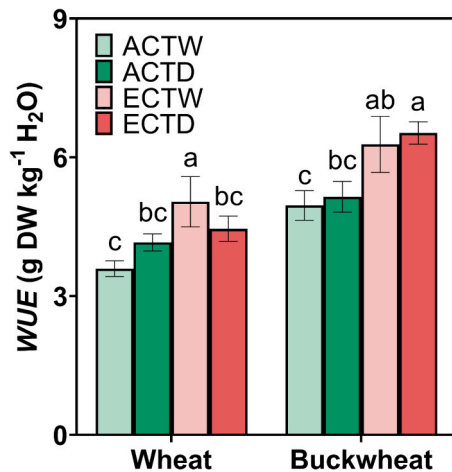 9
ACTW
ACTD
ECTW
ECTD
6
3
0
WUE (g DW kg⁻¹ H₂O)
c
bc
a
bc
c
bc
ab
a
Wheat
Buckwheat